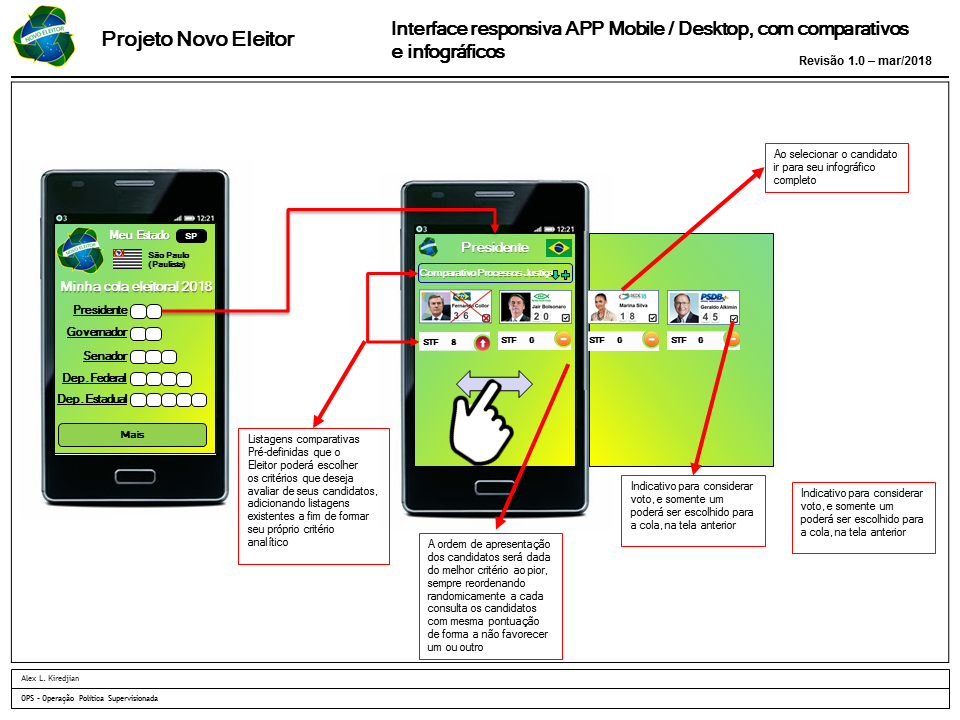 NOVO ELEITOR
Projeto Novo Eleitor
Interface responsiva APP Mobile / Desktop, com comparativos
e infográficos
Revisão 1.0 – mar/2018
Ao selecionar o candidato
ir para seu infográfico
completo
3 12:21
NOVO ELEITOR
Meu Estado SP
São Paulo
(Paulista)
Minha cola eleitoral 2018
Presidente
Governador
Senador
Dep. Federal
Dep. Estadual
Mais
3 12:21
Presidente
Comparativo Processos Justiça
Fernando Collor
3 6
Jair Bolsonaro
2 0
Marina Silva
1 8
PSDB
Geraldo Alkimin
4 5
STF 8
STF 0
STF 0
STF 0
Listagens comparativas
Pré-definidas que o
Eleitor poderá escolher
os critérios que deseja
avaliar de seus candidatos,
adicionando listagens
existentes a fim de formar
seu próprio critério
analítico
A ordem de apresentação
dos candidatos será dada
do melhor critério ao pior,
sempre reordenando
randomicamente a cada
consulta os candidatos
com mesma pontuação
de forma a não favorecer
um ou outro
Indicativo para considerar
voto, e somente um
poderá ser escolhido para
a cola, na tela anterior
Indicativo para considerar
voto, e somente um
poderá ser escolhido para
a cola, na tela anterior
Alex L. Kiredjian
OPS - Operação Política Supervisionada